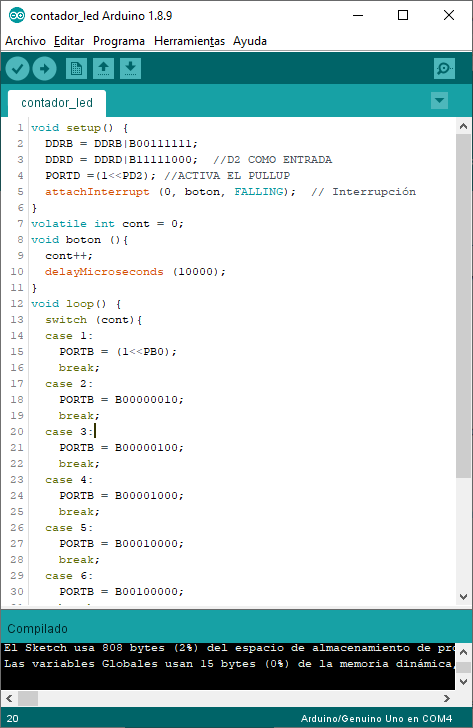 contador_led Arduino 1.8.9
Archivo Editar Programa Herramientas Ayuda
contador_led
1 void setup() {
2 DDRB = DDRB|B00111111;
3 DDRD = DDRD|B11111000; //D2 COMO ENTRADA
4 PORTD =(1<<PD2); //ACTIVA EL PULLUP
5 attachInterrupt (0, boton, FALLING); // Interrupción
6 }
7 volatile int cont = 0;
8 void boton (){
9 cont++;
10 delayMicroseconds (10000);
11 }
12 void loop() {
13 switch (cont){
14 case 1:
15 PORTB = (1<<PB0);
16 break;
17 case 2:
18 PORTB = B00000010;
19 break;
20 case 3:
21 PORTB = B00000100;
22 break;
23 case 4:
24 PORTB = B00001000;
25 break;
26 case 5:
27 PORTB = B00010000;
28 break;
29 case 6:
30 PORTB = B00100000;
Compilado
El Sketch usa 808 bytes (2%) del espacio de almacenamiento de pro
Las variables Globales usan 15 bytes (0%) de la memoria dinámica,
20 Arduino/Genuino Uno en COM4